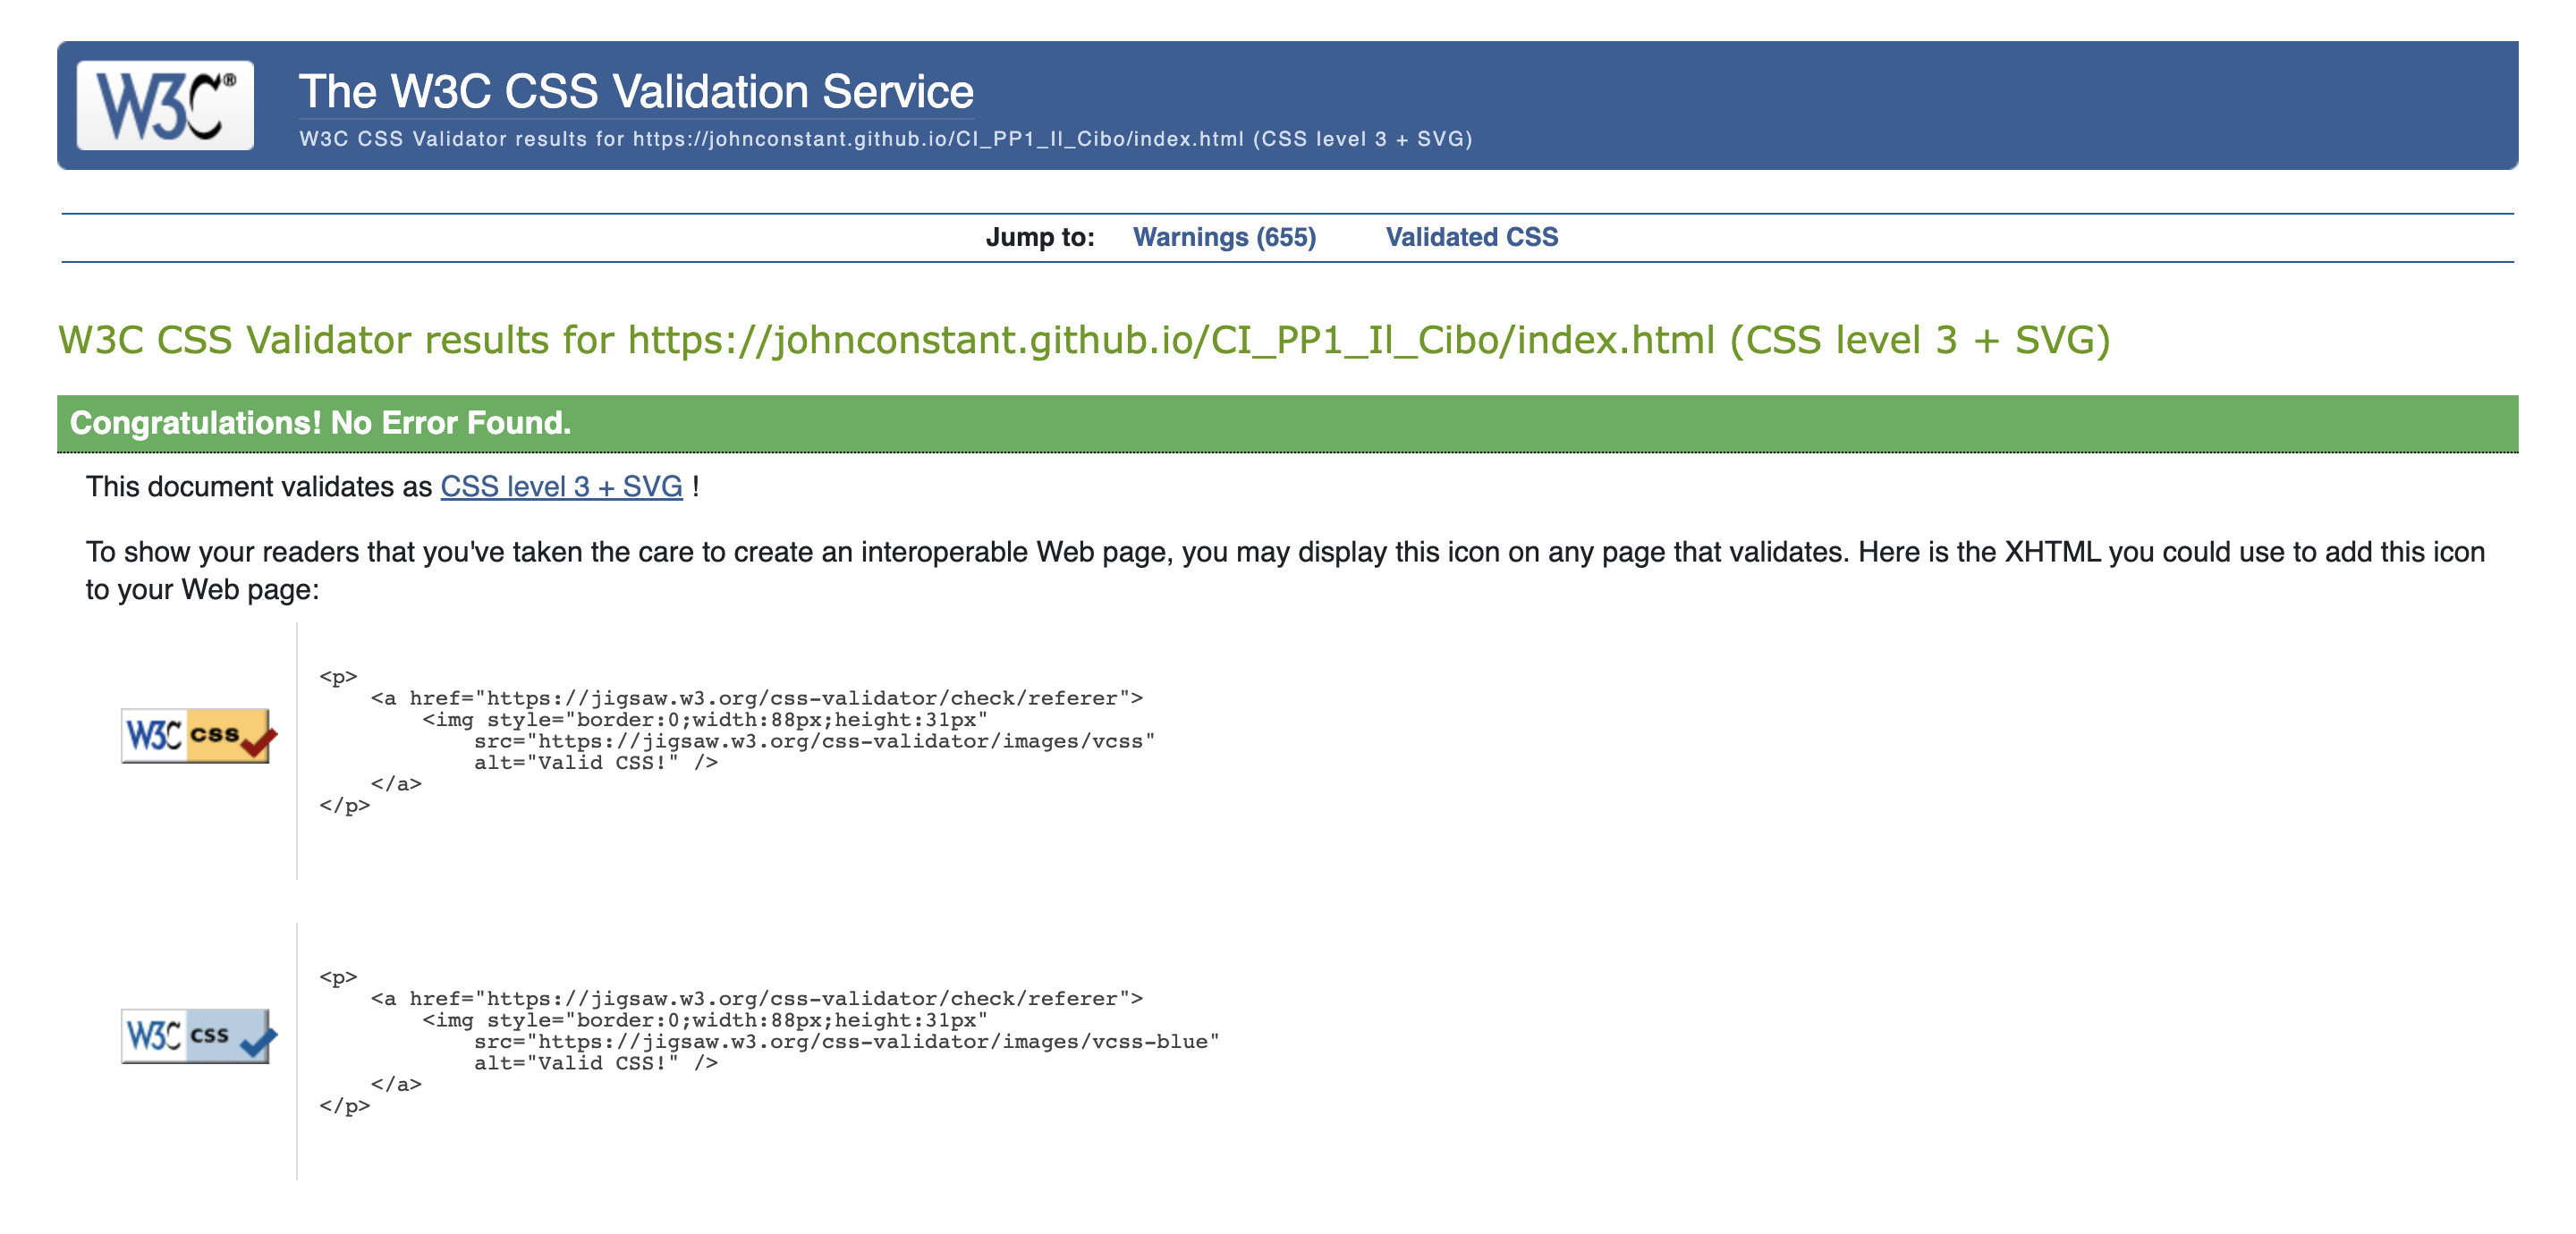 W3C®
The W3C CSS Validation Service
W3C CSS Validator results for https://johnconstant.github.io/CI_PP1_Il_Cibo/index.html (CSS level 3 + SVG)
Jump to: Warnings (655) Validated CSS
W3C CSS Validator results for https://johnconstant.github.io/CI_PP1_Il_Cibo/index.html (CSS level 3 + SVG)
Congratulations! No Error Found.
This document validates as CSS level 3 + SVG !
To show your readers that you've taken the care to create an interoperable Web page, you may display this icon on any page that validates. Here is the XHTML you could use to add this icon
to your Web page:
<p>
<a href="https://jigsaw.w3.org/css-validator/check/referer">
<img style="border:0;width:88px;height:31px"
src="https://jigsaw.w3.org/css-validator/images/vcss"
alt="Valid CSS!" />
</a>
</p>
W3C css
<p>
<a href="https://jigsaw.w3.org/css-validator/check/referer">
<img style="border:0;width:88px;height:31px"
src="https://jigsaw.w3.org/css-validator/images/vcss-blue"
alt="Valid CSS!" />
</a>
</p>
W3C css